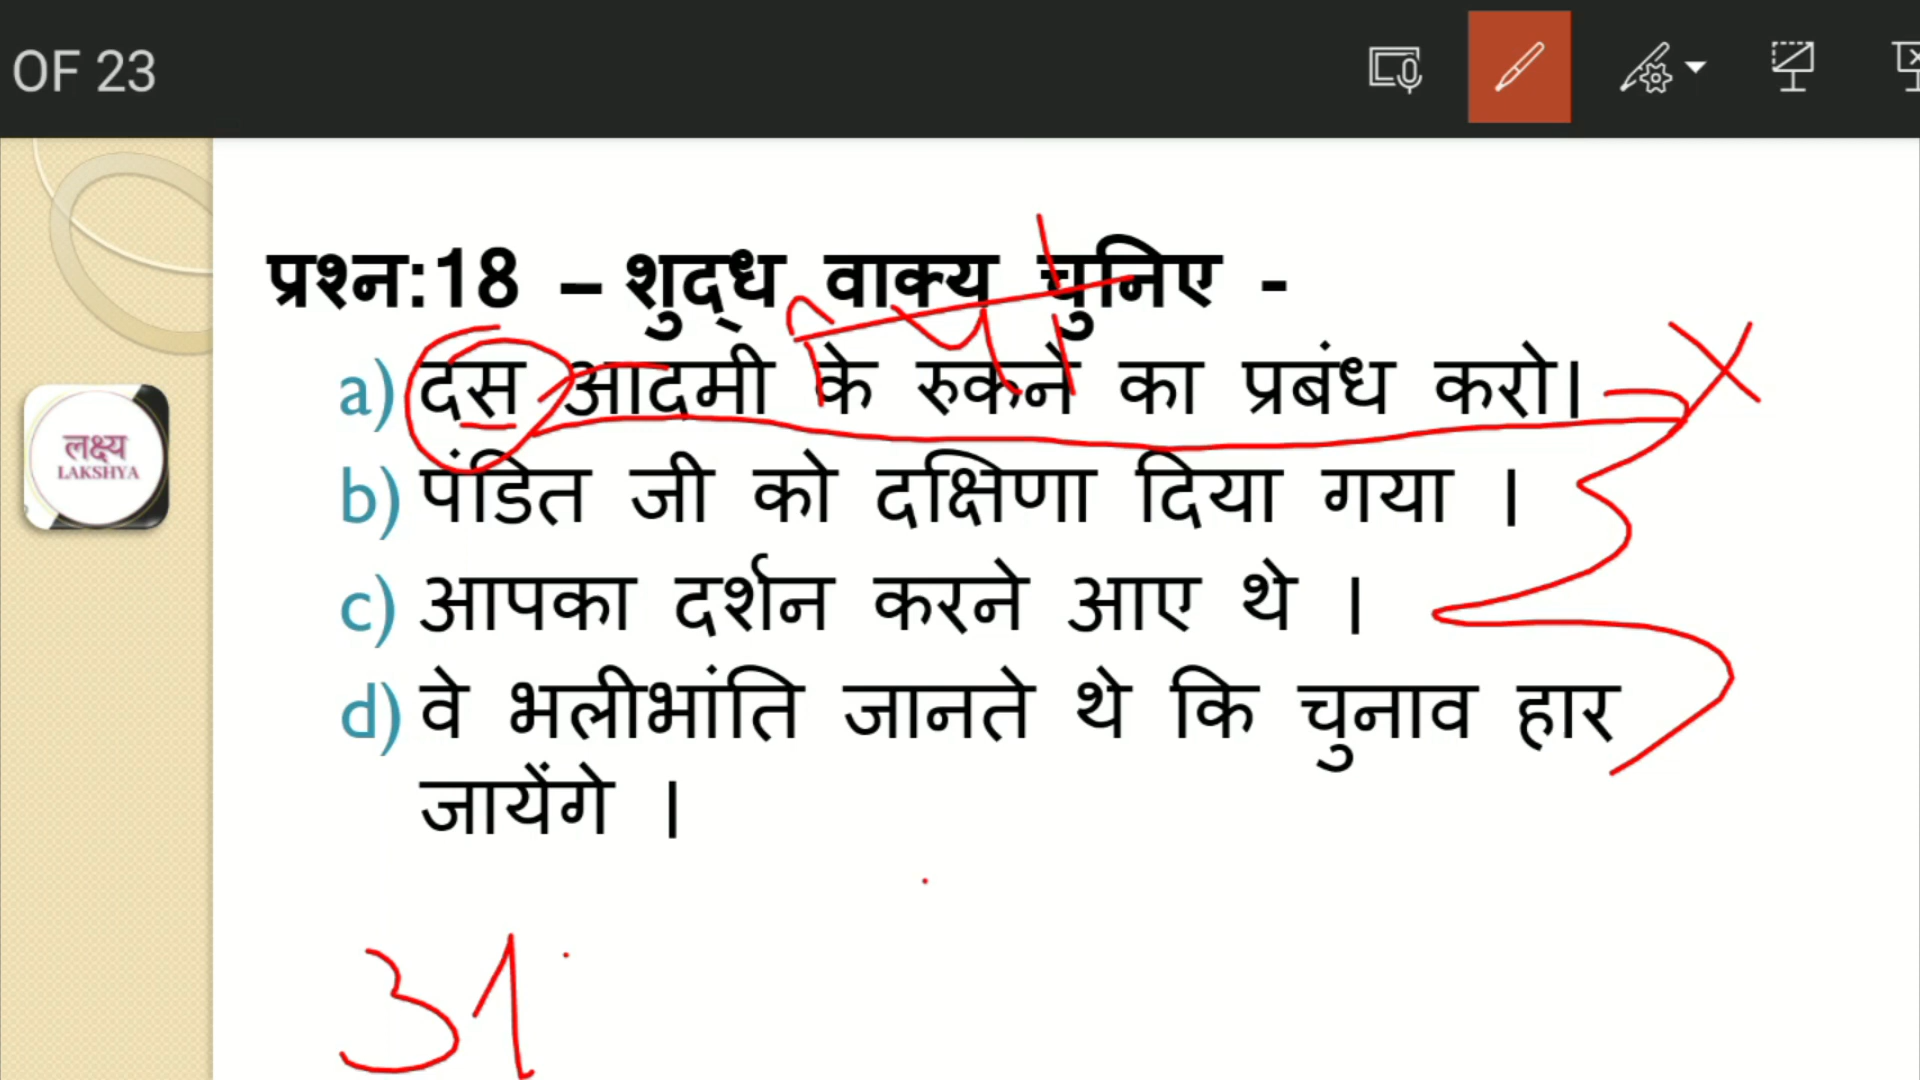 OF 23
प्रश्न:18 – शुद्ध वाक्य चुनिए -
a) दस आदमी के रुकने का प्रबंध करो।
b) पंडित जी को दक्षिणा दिया गया ।
c) आपका दर्शन करने आए थे ।
d) वे भलीभांति जानते थे कि चुनाव हार
जायेंगे ।
लक्ष्य
LAKSHYA